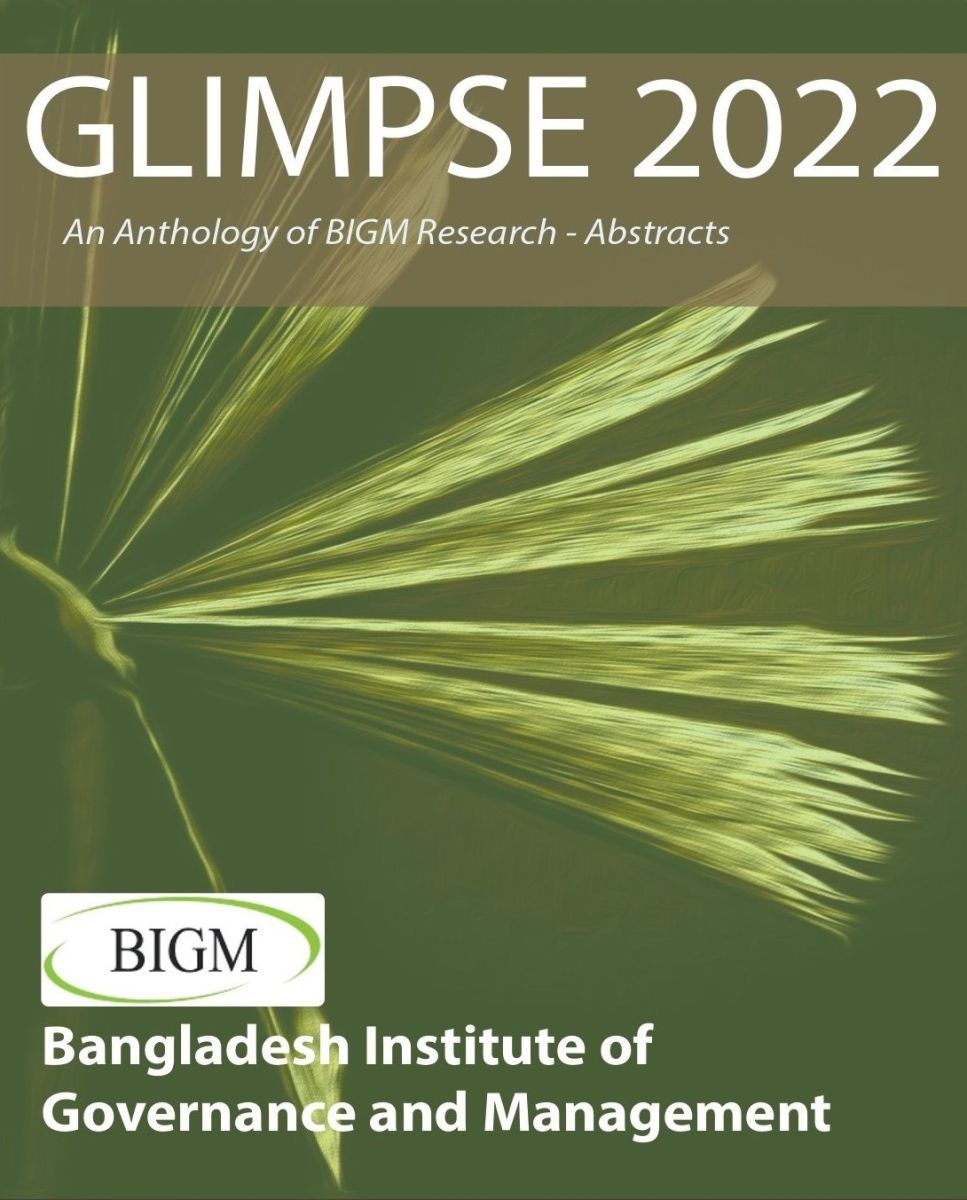 GLIMPSE 2022
An Anthology of BIGM Research - Abstracts
BIGM
Bangladesh Institute of
Governance and Management